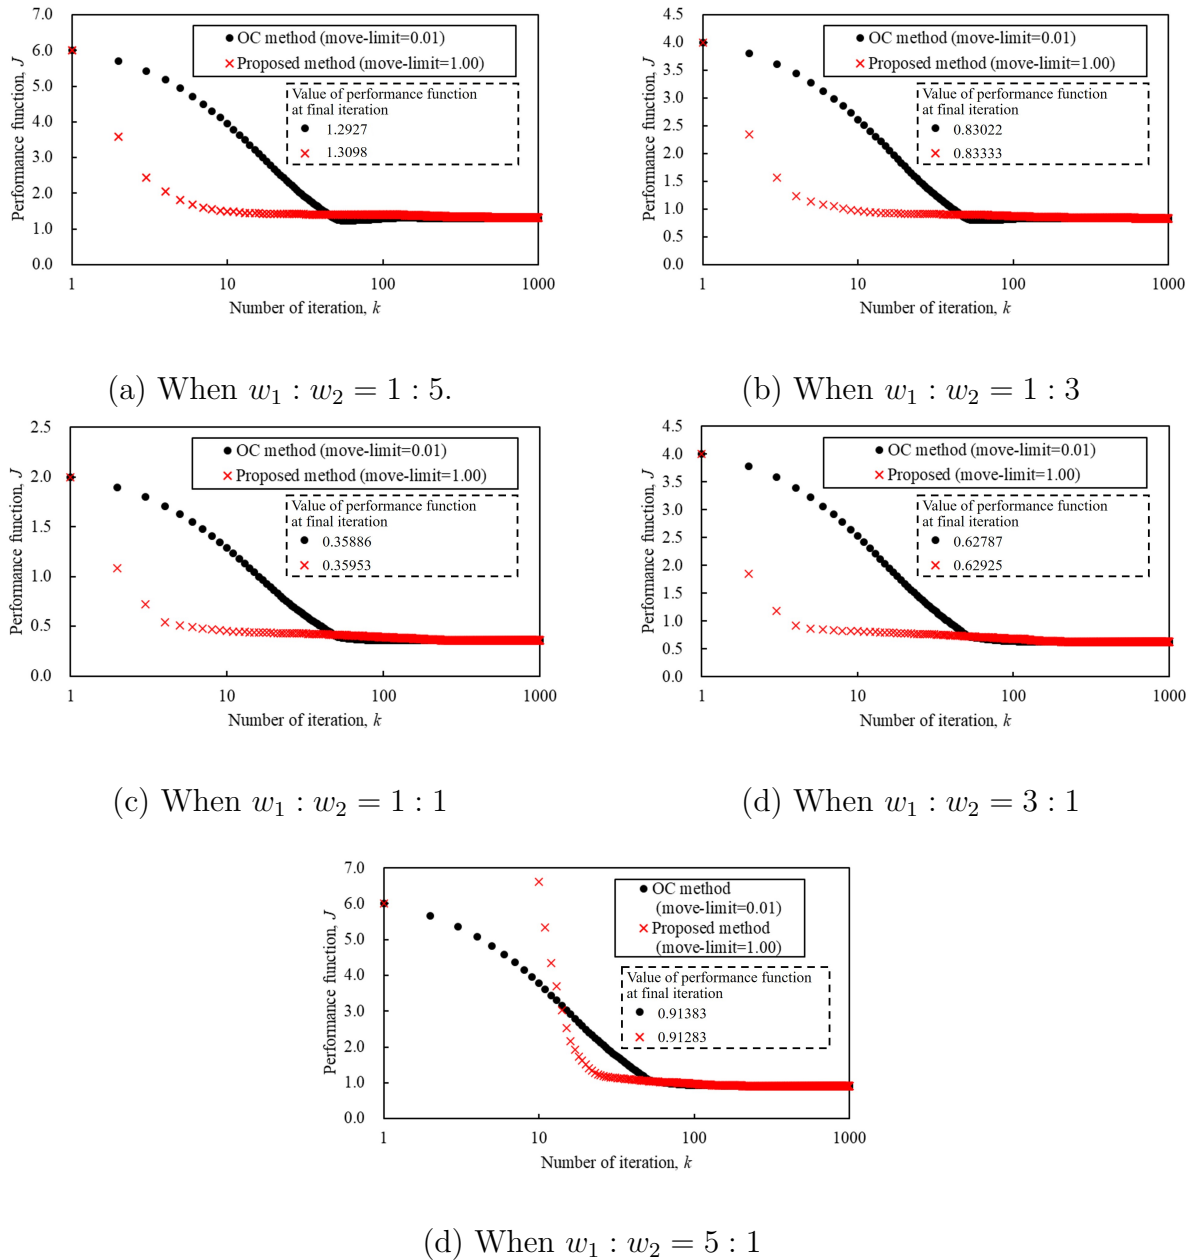 7.0
6.0
5.0
4.0
3.0
2.0
1.0
0.0
Performance function, J
OC method (move-limit=0.01)
Proposed method (move-limit=1.00)
Value of performance function
at final iteration
1.2927
1.3098
1 10 100 1000
Number of iteration, k
(a) When w₁ : w₂ = 1 : 5.
4.5
4.0
3.5
3.0
2.5
2.0
1.5
1.0
0.5
0.0
Performance function, J
OC method (move-limit=0.01)
Proposed method (move-limit=1.00)
Value of performance function
at final iteration
0.83022
0.83333
1 10 100 1000
Number of iteration, k
(b) When w₁ : w₂ = 1 : 3
2.5
2.0
1.5
1.0
0.5
0.0
Performance function, J
OC method (move-limit=0.01)
Proposed method (move-limit=1.00)
Value of performance function
at final iteration
0.35886
0.35953
1 10 100 1000
Number of iteration, k
(c) When w₁ : w₂ = 1 : 1
4.5
4.0
3.5
3.0
2.5
2.0
1.5
1.0
0.5
0.0
Performance function, J
OC method (move-limit=0.01)
Proposed method (move-limit=1.00)
Value of performance function
at final iteration
0.62787
0.62925
1 10 100 1000
Number of iteration, k
(d) When w₁ : w₂ = 3 : 1
7.0
6.0
5.0
4.0
3.0
2.0
1.0
0.0
Performance function, J
OC method
(move-limit=0.01)
Proposed method
(move-limit=1.00)
Value of performance function
at final iteration
0.91383
0.91283
1 10 100 1000
Number of iteration, k
(d) When w₁ : w₂ = 5 : 1